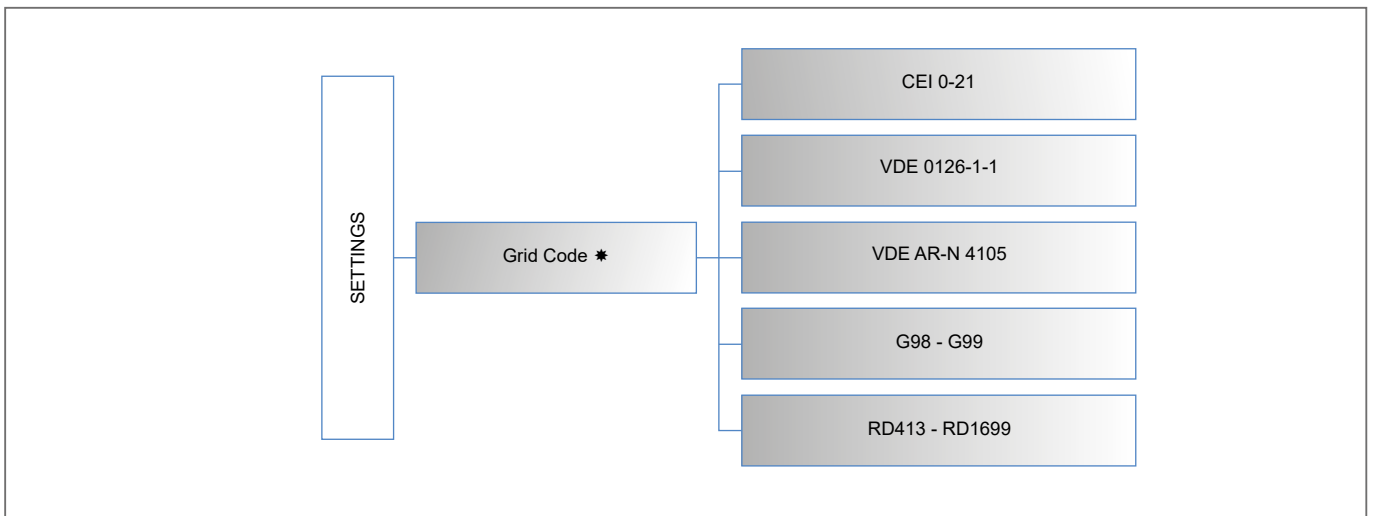 SETTINGS
Grid Code ✷
CEI 0-21
VDE 0126-1-1
VDE AR-N 4105
G98 - G99
RD413 - RD1699